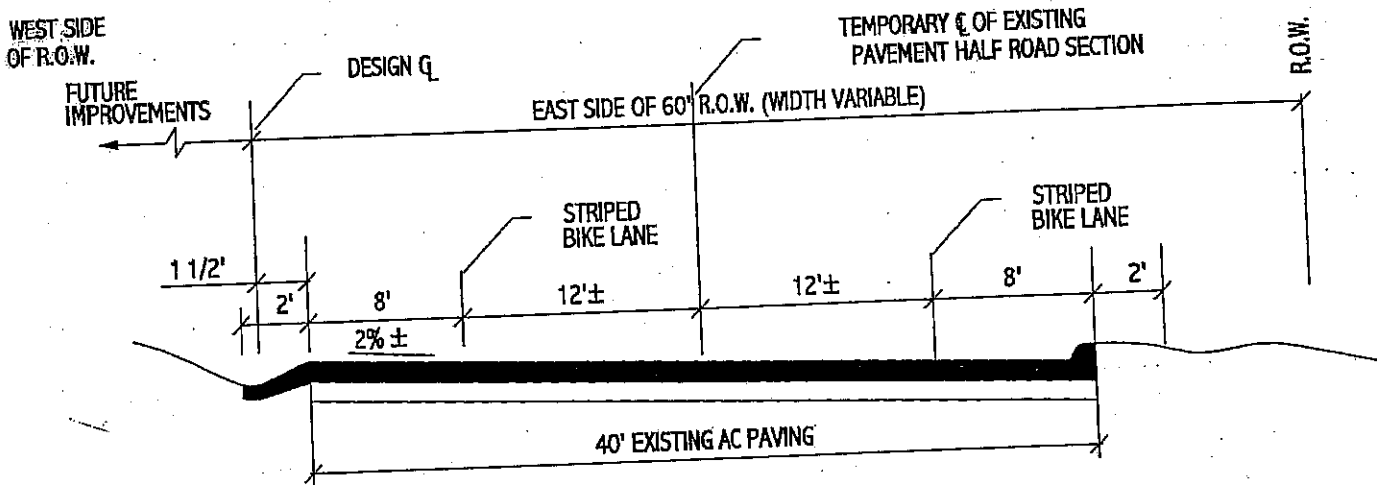 WEST SIDE
OF R.O.W.
FUTURE
IMPROVEMENTS
DESIGN ℄
TEMPORARY ℄ OF EXISTING
PAVEMENT HALF ROAD SECTION
R.O.W.
EAST SIDE OF 60' R.O.W. (WIDTH VARIABLE)
STRIPED
BIKE LANE
STRIPED
BIKE LANE
1 1/2'
2'
8'
12'±
12'±
8'
2'
2% ±
40' EXISTING AC PAVING